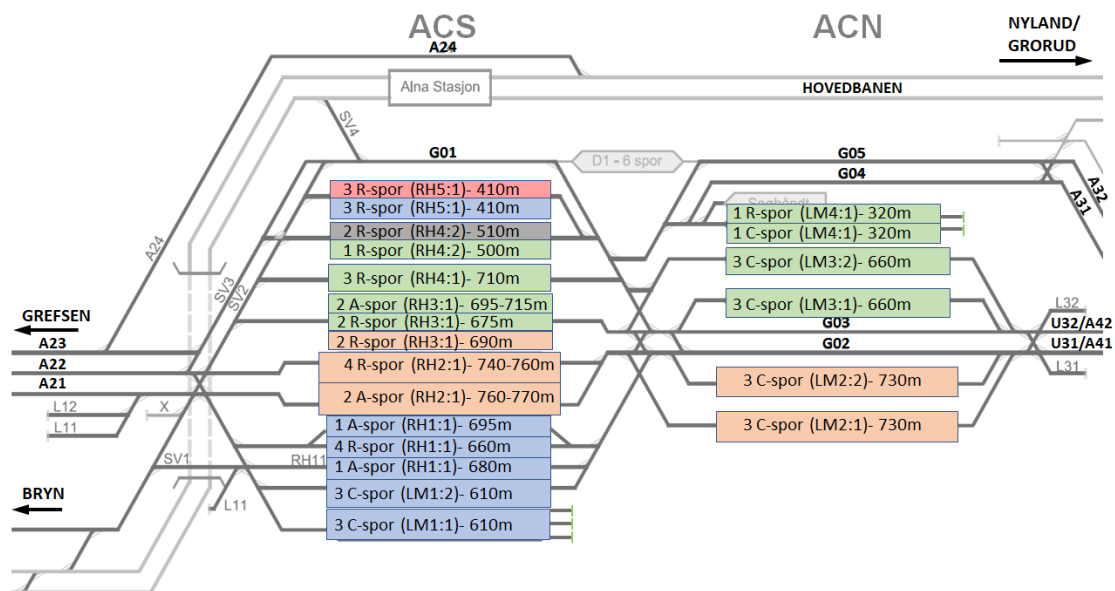 ACS
ACN
NYLAND/
GRORUD
A24
Alna Stasjon
HOVEDBANEN
SV4
G01
D1 - 6 spor
G05
G04
A32
A31
3 R-spor (RH5:1)- 410m
3 R-spor (RH5:1)- 410m
2 R-spor (RH4:2)- 510m
1 R-spor (RH4:2)- 500m
3 R-spor (RH4:1)- 710m
2 A-spor (RH3:1)- 695-715m
2 R-spor (RH3:1)- 675m
2 R-spor (RH3:1)- 690m
4 R-spor (RH2:1)- 740-760m
2 A-spor (RH2:1)- 760-770m
1 A-spor (RH1:1)- 695m
4 R-spor (RH1:1)- 660m
1 A-spor (RH1:1)- 680m
3 C-spor (LM1:2)- 610m
3 C-spor (LM1:1)- 610m
1 R-spor (LM4:1)- 320m
1 C-spor (LM4:1)- 320m
3 C-spor (LM3:2)- 660m
3 C-spor (LM3:1)- 660m
G03
G02
3 C-spor (LM2:2)- 730m
3 C-spor (LM2:1)- 730m
L32
U32/A42
U31/A41
L31
A24
SV3
SV2
GREFSEN
A23
A22
A21
L12
L11
X
SV1
RH11
L11
BRYN